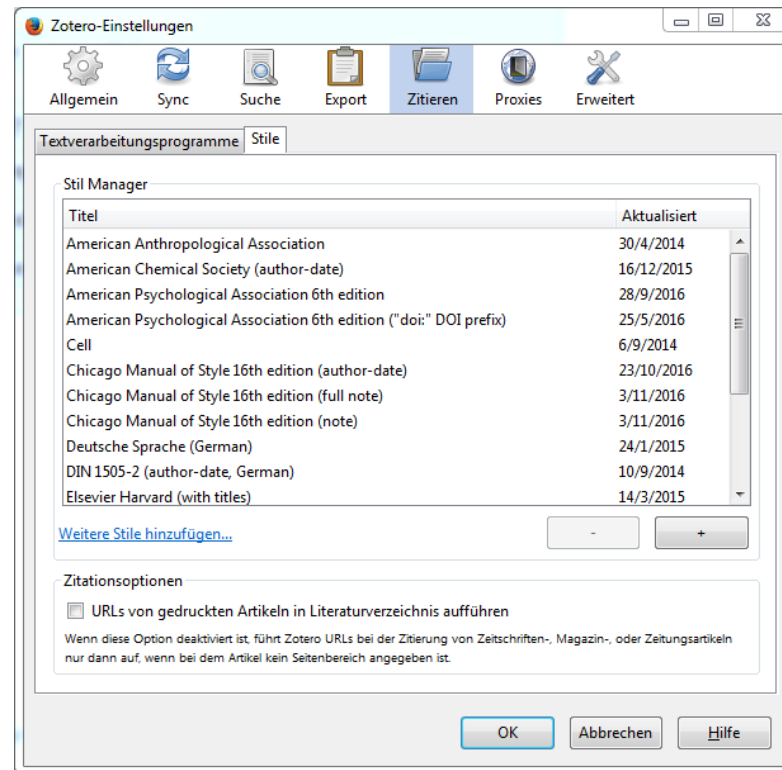 Zotero-Einstellungen
Allgemein Sync Suche Export Zitieren Proxies Erweitert
Textverarbeitungsprogramme Stile
Stil Manager
Titel Aktualisiert
American Anthropological Association 30/4/2014
American Chemical Society (author-date) 16/12/2015
American Psychological Association 6th edition 28/9/2016
American Psychological Association 6th edition ("doi:" DOI prefix) 25/5/2016
Cell 6/9/2014
Chicago Manual of Style 16th edition (author-date) 23/10/2016
Chicago Manual of Style 16th edition (full note) 3/11/2016
Chicago Manual of Style 16th edition (note) 3/11/2016
Deutsche Sprache (German) 24/1/2015
DIN 1505-2 (author-date, German) 10/9/2014
Elsevier Harvard (with titles) 14/3/2015
Weitere Stile hinzufügen... - +
Zitationsoptionen
URLs von gedruckten Artikeln in Literaturverzeichnis aufführen
Wenn diese Option deaktiviert ist, führt Zotero URLs bei der Zitierung von Zeitschriften-, Magazin-, oder Zeitungsartikeln
nur dann auf, wenn bei dem Artikel kein Seitenbereich angegeben ist.
OK Abbrechen Hilfe